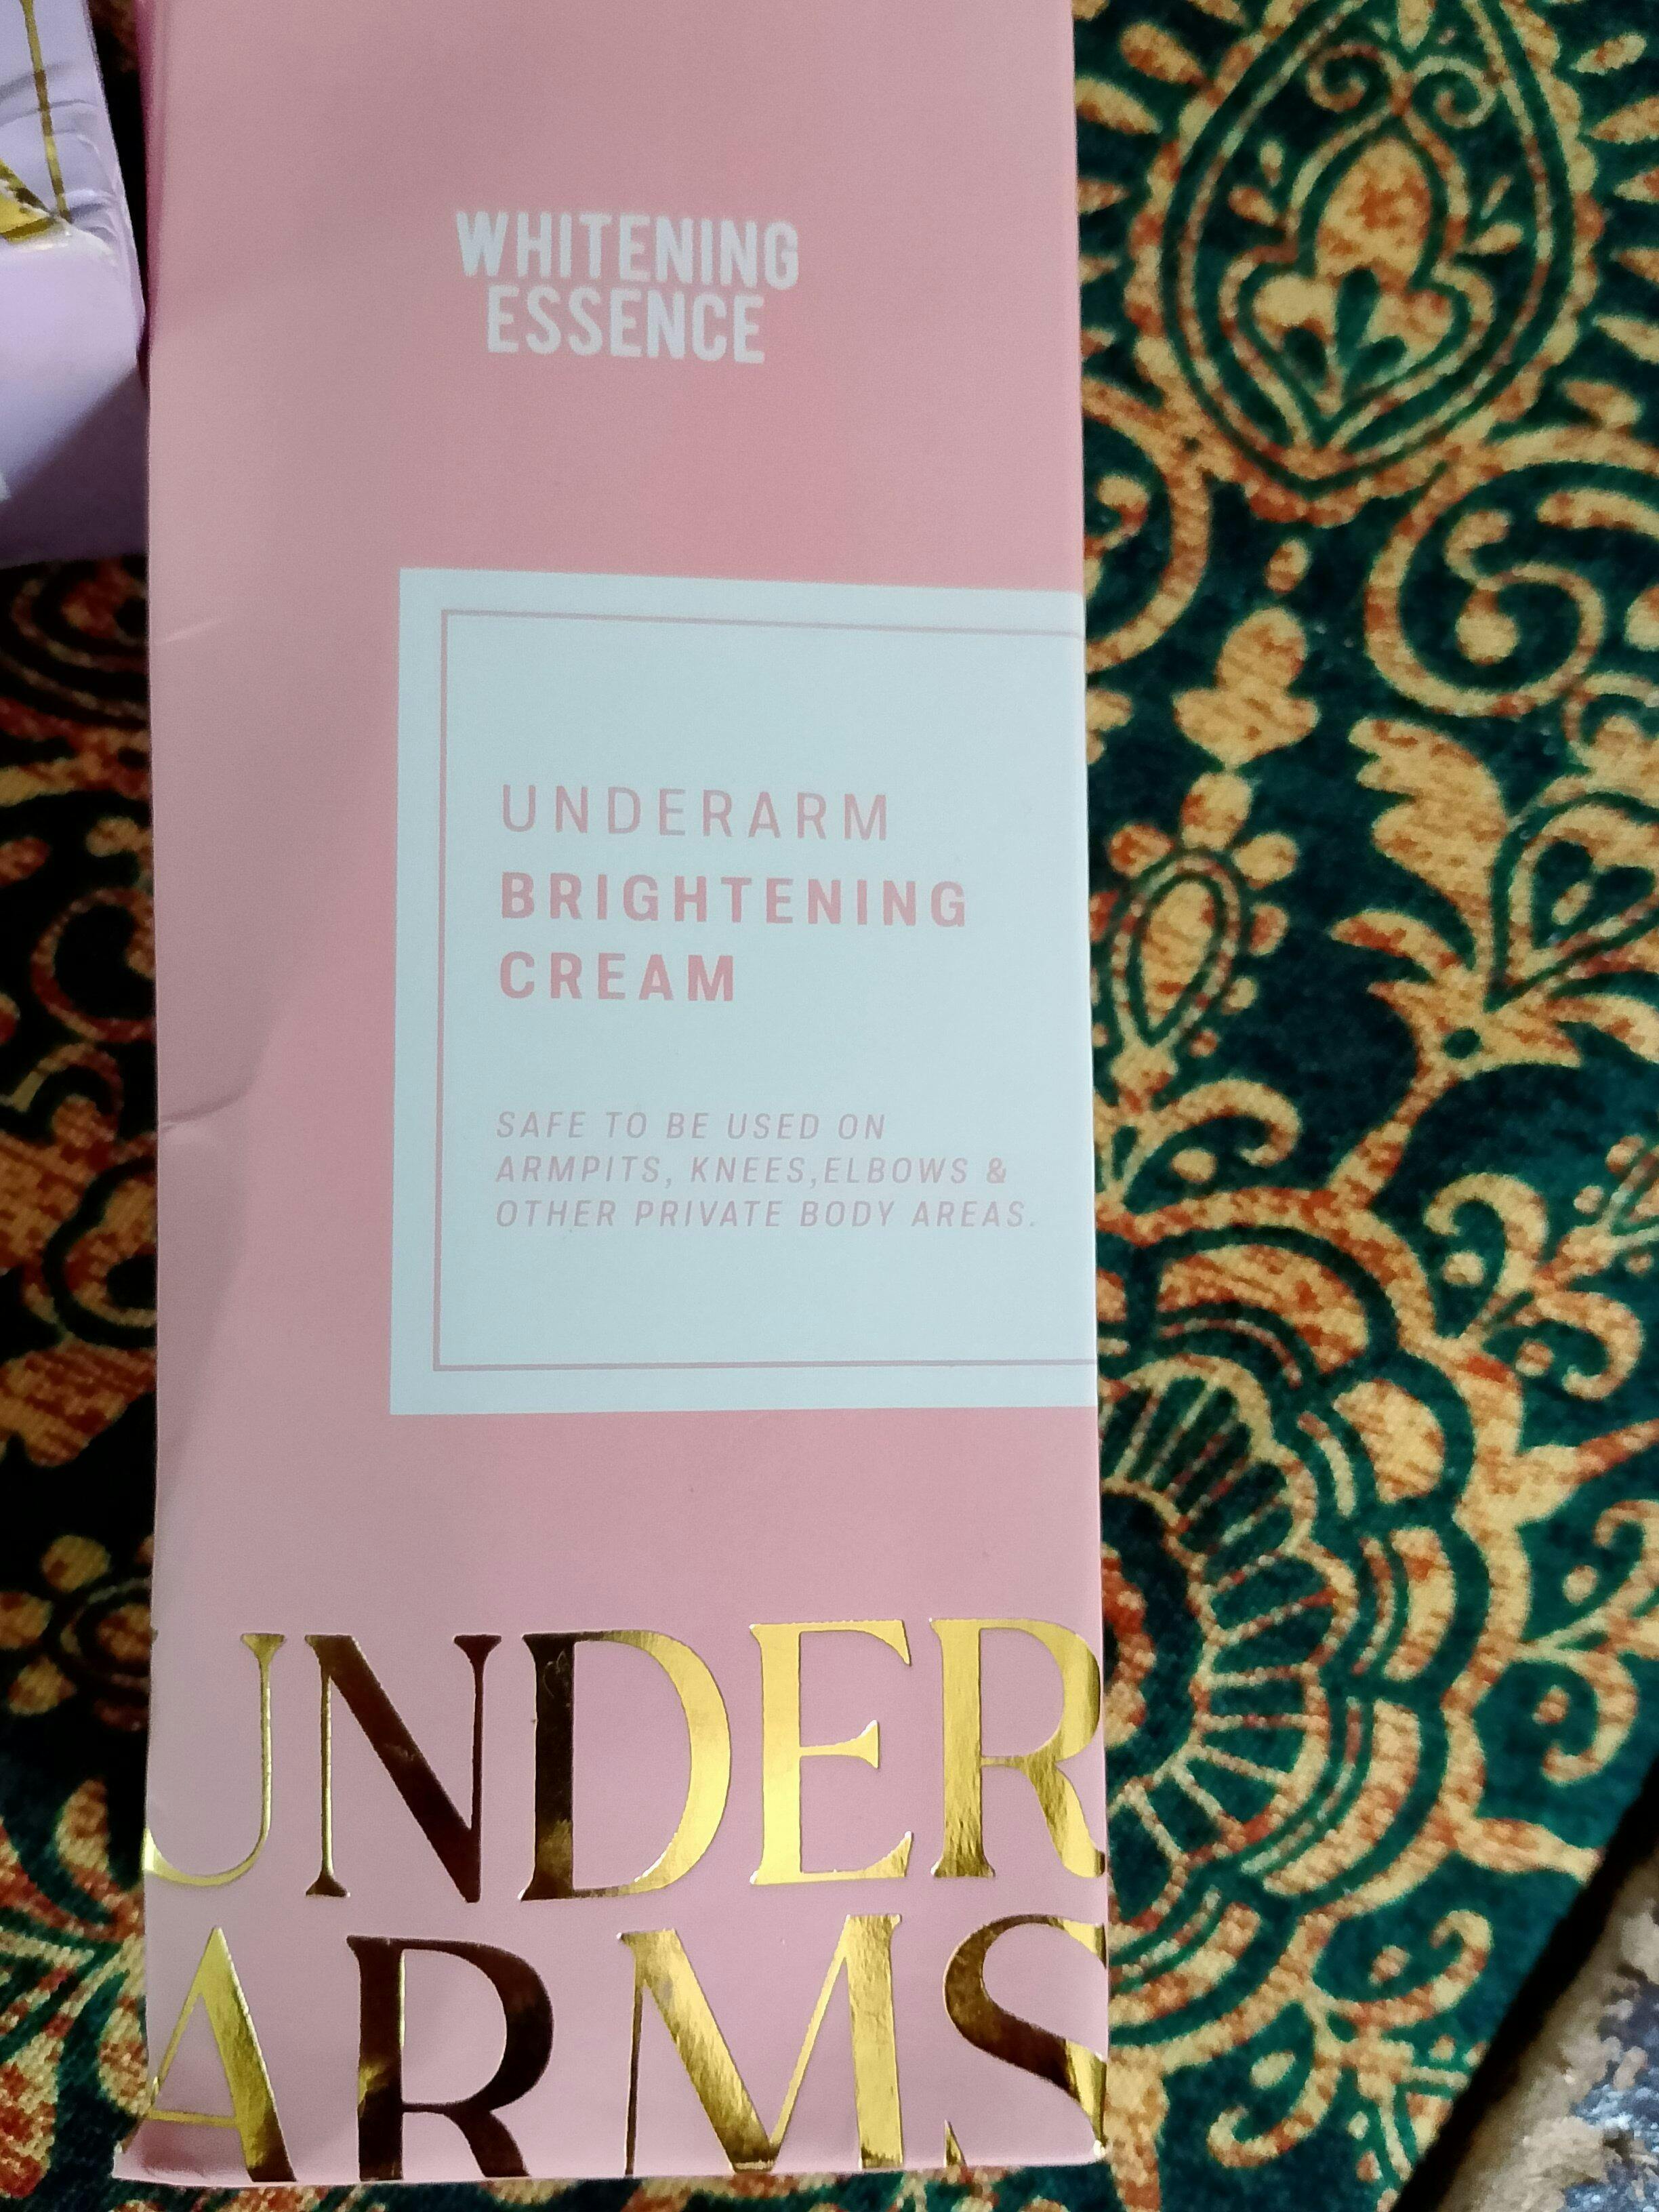 WHITENING
ESSENCE
UNDERARM
BRIGHTENING
CREAM
SAFE TO BE USED ON
ARMPITS, KNEES,ELBOWS &
OTHER PRIVATE BODY AREAS.
UNDER
ARMS